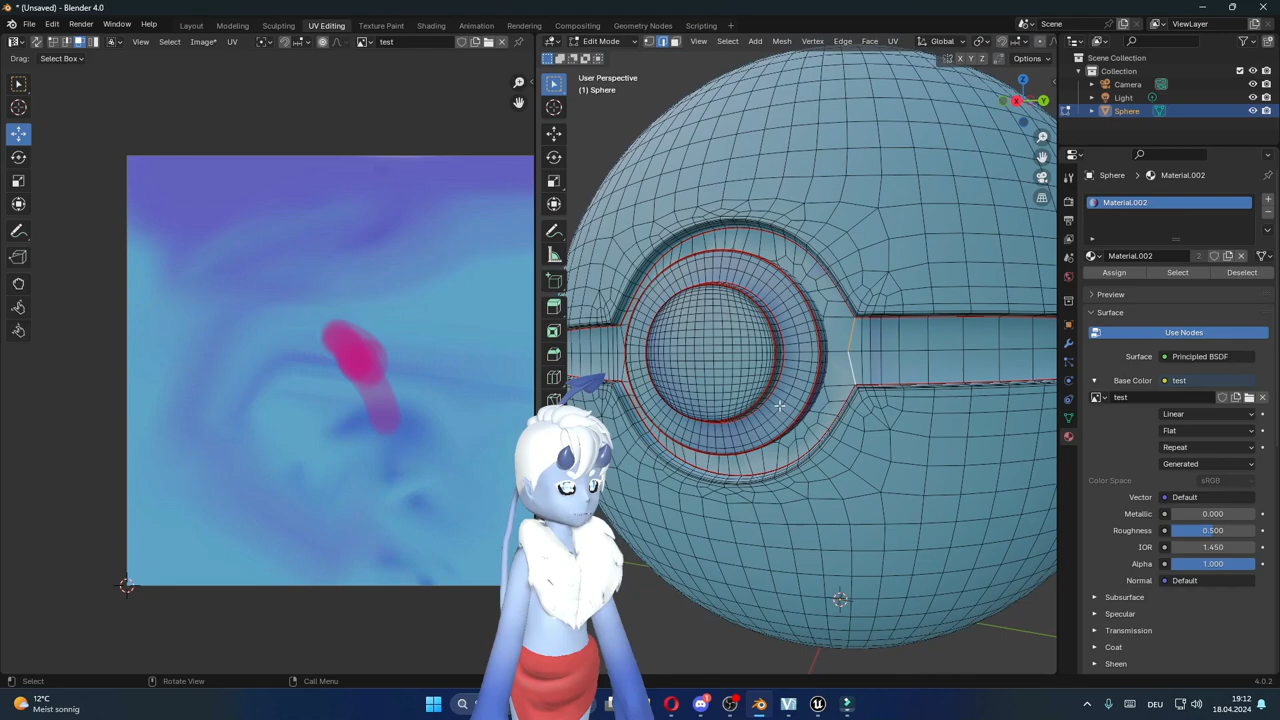 * (Unsaved) - Blender 4.0
File Edit Render Window Help
Layout Modeling Sculpting UV Editing Texture Paint Shading Animation Rendering Compositing Geometry Nodes Scripting +
Scene
ViewLayer
View Select Image* UV
test
Edit Mode
View Select Add Mesh Vertex Edge Face UV
Global
Drag: Select Box
X Y Z
Options
User Perspective
(1) Sphere
Scene Collection
Collection
Camera
Light
Sphere
Sphere > Material.002
Material.002
Material.002 2
Assign Select Deselect
Preview
Surface
Use Nodes
Surface Principled BSDF
Base Color test
test
Linear
Flat
Repeat
Generated
Color Space sRGB
Vector Default
Metallic 0.000
Roughness 0.500
IOR 1.450
Alpha 1.000
Normal Default
Subsurface
Specular
Transmission
Coat
Sheen
Select Rotate View Call Menu
4.0.2
12°C
Meist sonnig
DEU
19:12
18.04.2024